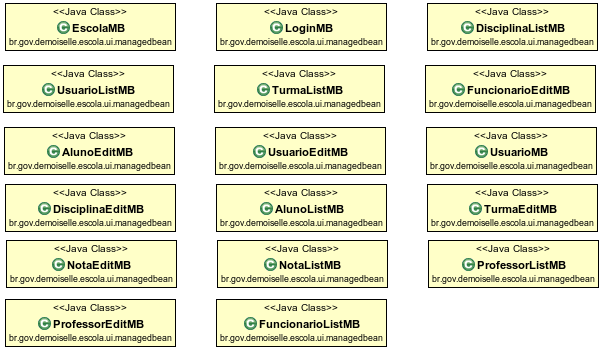 <<Java Class>>
EscolaMB
br.gov.demoiselle.escola.ui.managedbean
<<Java Class>>
LoginMB
br.gov.demoiselle.escola.ui.managedbean
<<Java Class>>
DisciplinaListMB
br.gov.demoiselle.escola.ui.managedbean
<<Java Class>>
UsuarioListMB
br.gov.demoiselle.escola.ui.managedbean
<<Java Class>>
TurmaListMB
br.gov.demoiselle.escola.ui.managedbean
<<Java Class>>
FuncionarioEditMB
br.gov.demoiselle.escola.ui.managedbean
<<Java Class>>
AlunoEditMB
br.gov.demoiselle.escola.ui.managedbean
<<Java Class>>
UsuarioEditMB
br.gov.demoiselle.escola.ui.managedbean
<<Java Class>>
UsuarioMB
br.gov.demoiselle.escola.ui.managedbean
<<Java Class>>
DisciplinaEditMB
br.gov.demoiselle.escola.ui.managedbean
<<Java Class>>
AlunoListMB
br.gov.demoiselle.escola.ui.managedbean
<<Java Class>>
TurmaEditMB
br.gov.demoiselle.escola.ui.managedbean
<<Java Class>>
NotaEditMB
br.gov.demoiselle.escola.ui.managedbean
<<Java Class>>
NotaListMB
br.gov.demoiselle.escola.ui.managedbean
<<Java Class>>
ProfessorListMB
br.gov.demoiselle.escola.ui.managedbean
<<Java Class>>
ProfessorEditMB
br.gov.demoiselle.escola.ui.managedbean
<<Java Class>>
FuncionarioListMB
br.gov.demoiselle.escola.ui.managedbean